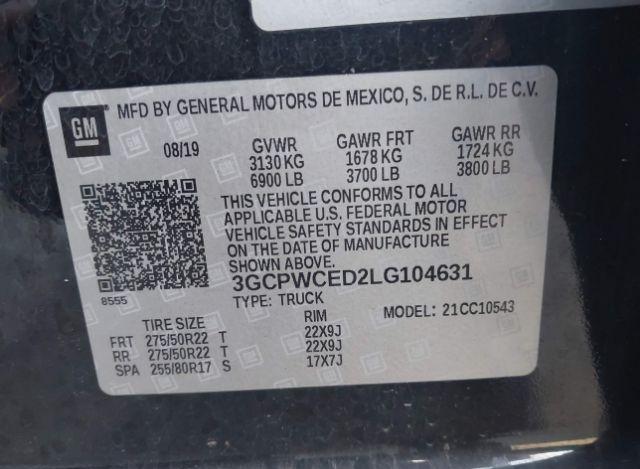 GM
MFD BY GENERAL MOTORS DE MEXICO, S. DE R.L. DE C.V.
08/19 GVWR GAWR FRT GAWR RR
3130 KG 1678 KG 1724 KG
6900 LB 3700 LB 3800 LB
THIS VEHICLE CONFORMS TO ALL
APPLICABLE U.S. FEDERAL MOTOR
VEHICLE SAFETY STANDARDS IN EFFECT
ON THE DATE OF MANUFACTURE
SHOWN ABOVE.
8555
3GCPWCED2LG104631
TYPE: TRUCK MODEL: 21CC10543
TIRE SIZE RIM
FRT 275/50R22 T 22X9J
RR 275/50R22 T 22X9J
SPA 255/80R17 S 17X7J